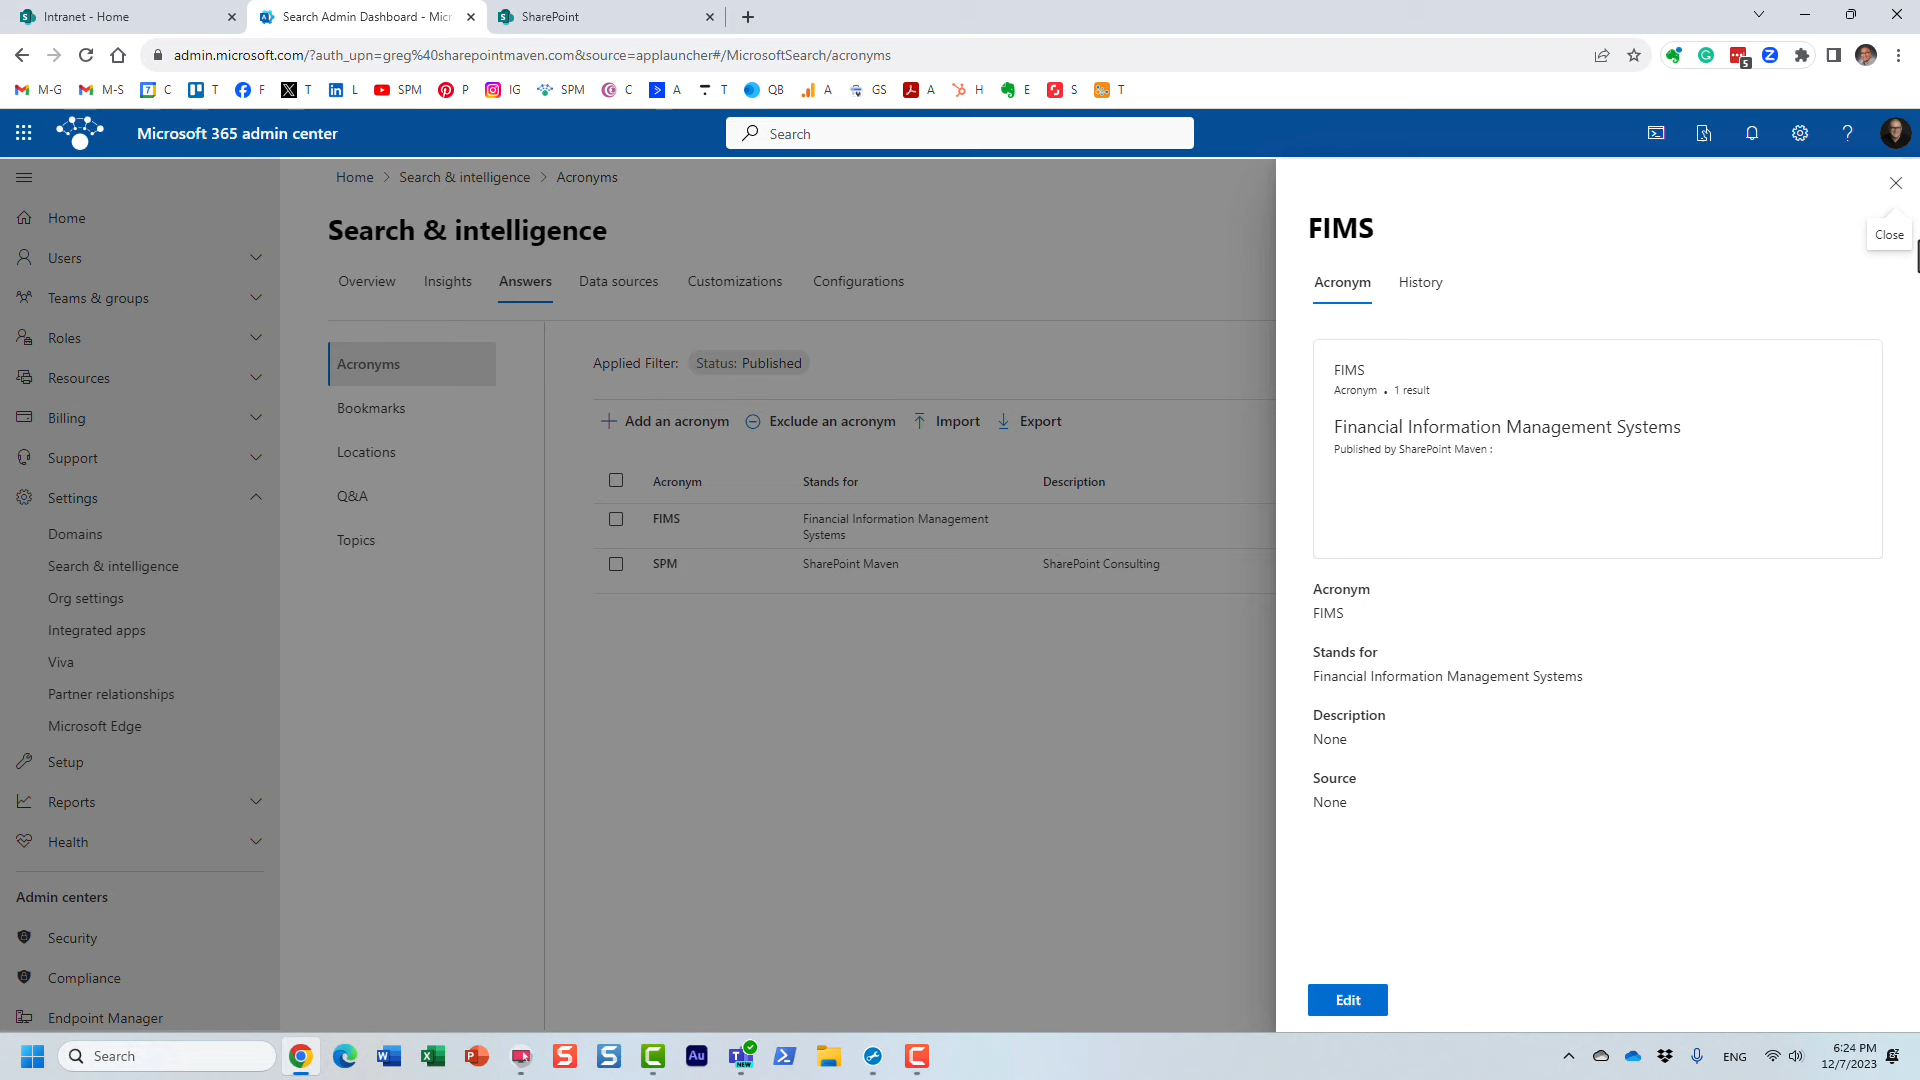 Intranet - Home
Search Admin Dashboard - Micr
SharePoint
admin.microsoft.com/?auth_upn=greg%40sharepointmaven.com&source=applauncher#/MicrosoftSearch/acronyms
5
M-G
M-S
7
C
T
F
T
L
SPM
P
IG
SPM
C
A
T
QB
A
GS
A
H
E
S
T
Microsoft 365 admin center
Search
Home
Users
Teams & groups
Roles
Resources
Billing
Support
Settings
Domains
Search & intelligence
Org settings
Integrated apps
Viva
Partner relationships
Microsoft Edge
Setup
Reports
Health
Admin centers
Security
Compliance
Endpoint Manager
Home > Search & intelligence > Acronyms
Search & intelligence
Overview
Insights
Answers
Data sources
Customizations
Configurations
Acronyms
Bookmarks
Locations
Q&A
Topics
Applied Filter: Status: Published
Add an acronym
Exclude an acronym
Import
Export
Acronym
Stands for
Description
FIMS
Financial Information Management
Systems
SPM
SharePoint Maven
SharePoint Consulting
Close
FIMS
Acronym
History
FIMS
Acronym • 1 result
Financial Information Management Systems
Published by SharePoint Maven :
Acronym
FIMS
Stands for
Financial Information Management Systems
Description
None
Source
None
Edit
Search
Au
NEW
ENG
6:24 PM
12/7/2023